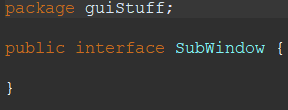 package guiStuff;
public interface SubWindow {
}